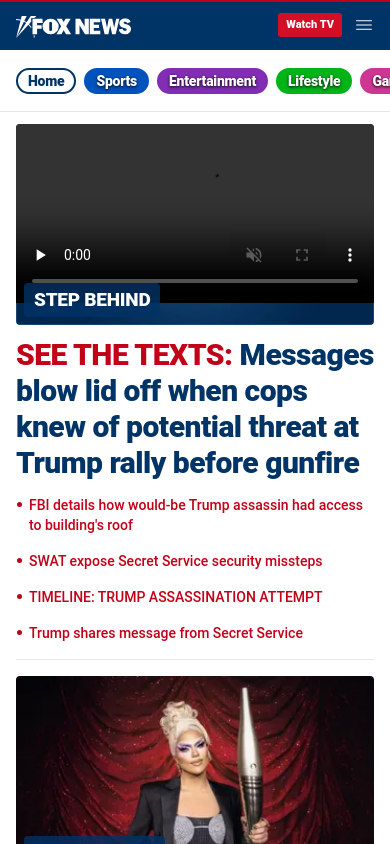 FOX NEWS
Watch TV
Home
Sports
Entertainment
Lifestyle
Ga
0:00
STEP BEHIND
SEE THE TEXTS: Messages
blow lid off when cops
knew of potential threat at
Trump rally before gunfire
• FBI details how would-be Trump assassin had access
to building's roof
• SWAT expose Secret Service security missteps
• TIMELINE: TRUMP ASSASSINATION ATTEMPT
• Trump shares message from Secret Service